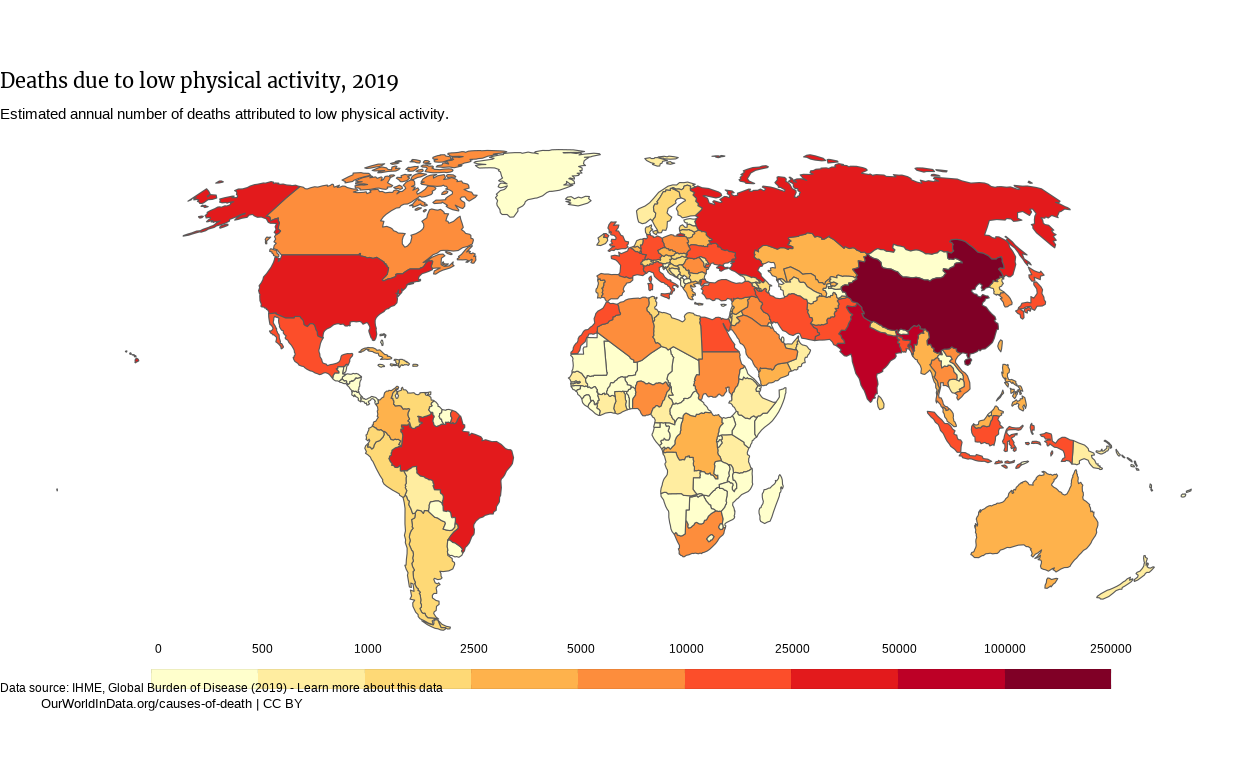 Deaths due to low physical activity, 2019
Estimated annual number of deaths attributed to low physical activity.
0 500 1000 2500 5000 10000 25000 50000 100000 250000
Data source: IHME, Global Burden of Disease (2019) - Learn more about this data
OurWorldInData.org/causes-of-death | CC BY